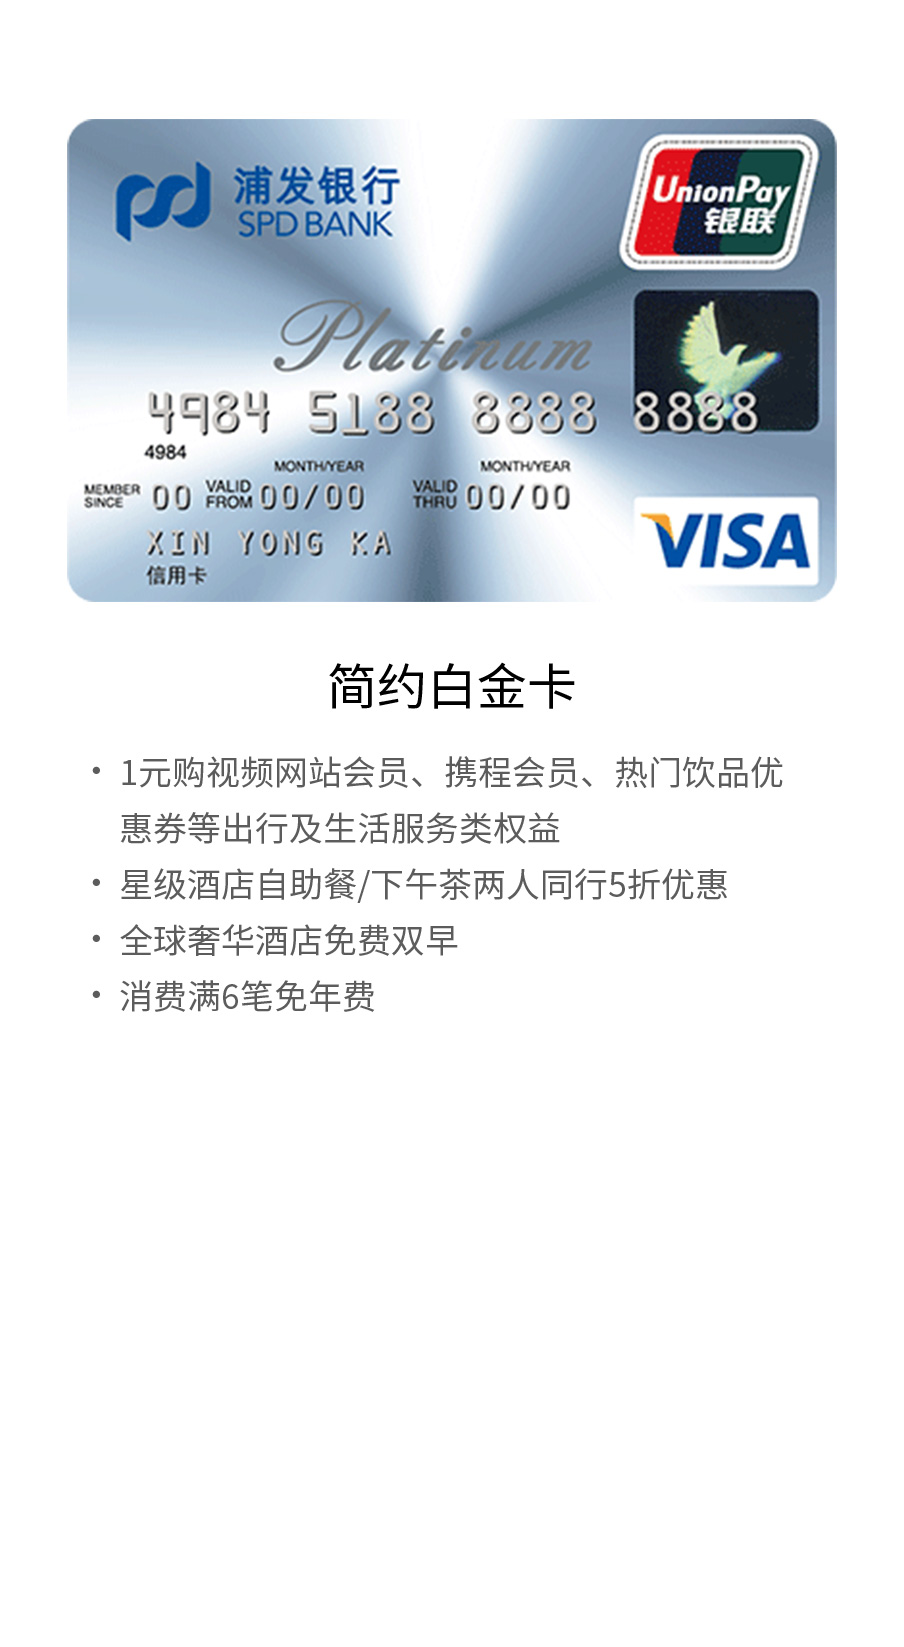 浦发银行
SPD BANK
UnionPay
银联
Platinum
4984 5188 8888 8888
4984
MONTH/YEAR MONTH/YEAR
MEMBER SINCE 00 VALID FROM 00/00 VALID THRU 00/00
XIN YONG KA
信用卡
VISA
简约白金卡
• 1元购视频网站会员、携程会员、热门饮品优
惠券等出行及生活服务类权益
• 星级酒店自助餐/下午茶两人同行5折优惠
• 全球奢华酒店免费双早
• 消费满6笔免年费